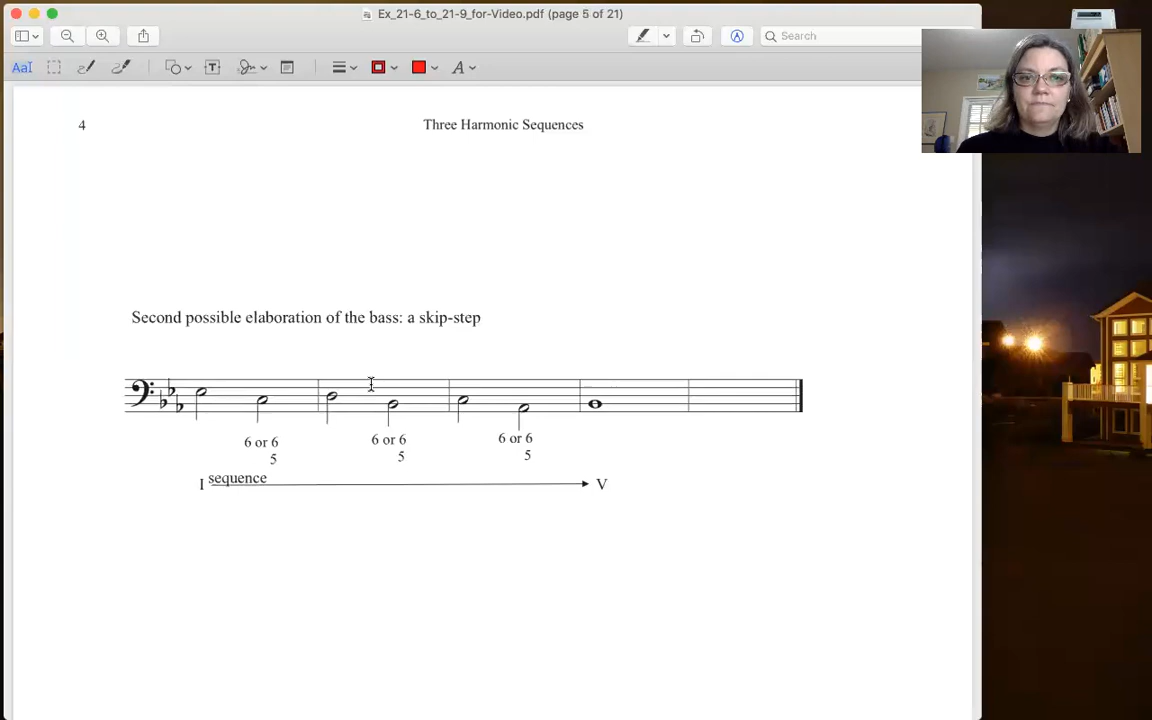 Ex_21-6_to_21-9_for-Video.pdf (page 5 of 21)
Search
AaI
T
A
4
Three Harmonic Sequences
Second possible elaboration of the bass: a skip-step
6 or 6 6 or 6 6 or 6
5 5 5
I sequence V